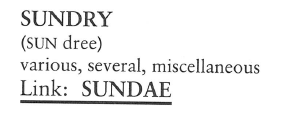 SUNDRY
(SUN dree)
various, several, miscellaneous
Link: SUNDAE